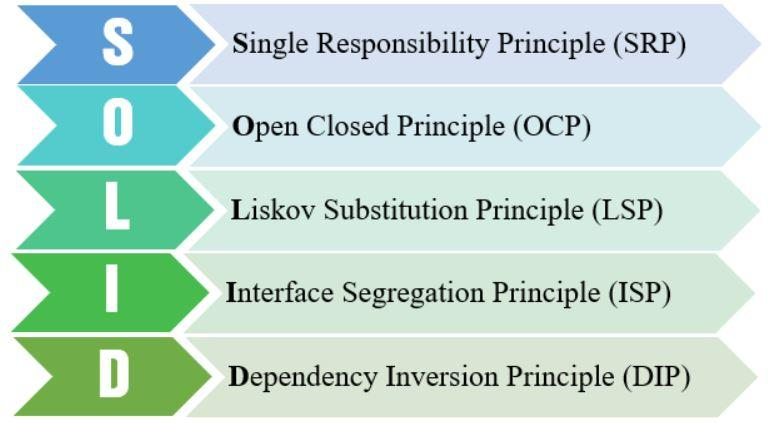 S Single Responsibility Principle (SRP)
O Open Closed Principle (OCP)
L Liskov Substitution Principle (LSP)
I Interface Segregation Principle (ISP)
D Dependency Inversion Principle (DIP)